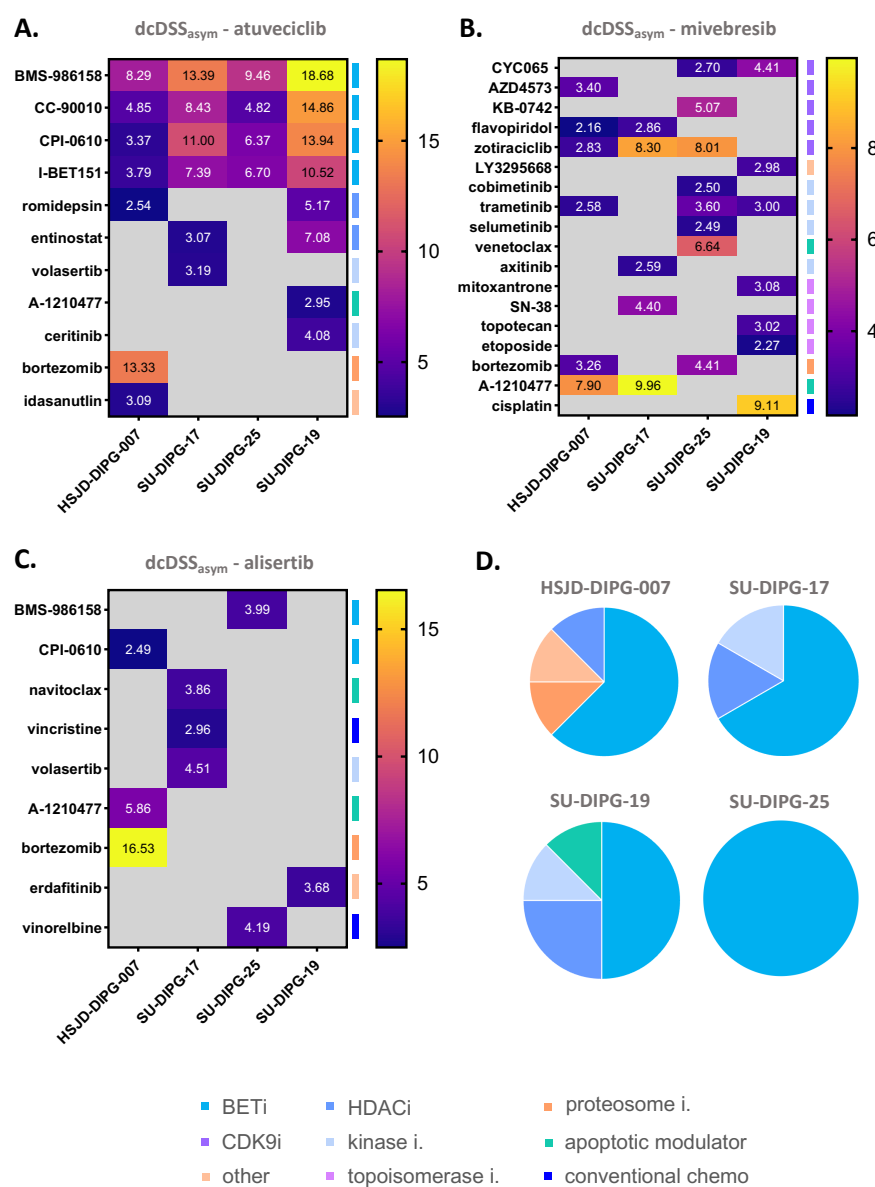 A.
dcDSSasym - atuveciclib
BMS-986158 8.29 13.39 9.46 18.68
CC-90010 4.85 8.43 4.82 14.86
CPI-0610 3.37 11.00 6.37 13.94
I-BET151 3.79 7.39 6.70 10.52
romidepsin 2.54 5.17
entinostat 3.07 7.08
volasertib 3.19
A-1210477 2.95
ceritinib 4.08
bortezomib 13.33
idasanutlin 3.09
HSJD-DIPG-007 SU-DIPG-17 SU-DIPG-25 SU-DIPG-19
15
10
5
B.
dcDSSasym - mivebresib
CYC065 2.70 4.41
AZD4573 3.40
KB-0742 5.07
flavopiridol 2.16 2.86
zotiraciclib 2.83 8.30 8.01
LY3295668 2.98
cobimetinib 2.50
trametinib 2.58 3.60 3.00
selumetinib 2.49
venetoclax 6.64
axitinib 2.59
mitoxantrone 3.08
SN-38 4.40
topotecan 3.02
etoposide 2.27
bortezomib 3.26 4.41
A-1210477 7.90 9.96
cisplatin 9.11
HSJD-DIPG-007 SU-DIPG-17 SU-DIPG-25 SU-DIPG-19
8
6
4
C.
dcDSSasym - alisertib
BMS-986158 3.99
CPI-0610 2.49
navitoclax 3.86
vincristine 2.96
volasertib 4.51
A-1210477 5.86
bortezomib 16.53
erdafitinib 3.68
vinorelbine 4.19
HSJD-DIPG-007 SU-DIPG-17 SU-DIPG-25 SU-DIPG-19
15
10
5
D.
HSJD-DIPG-007 SU-DIPG-17
SU-DIPG-19 SU-DIPG-25
BETi HDACi proteosome i.
CDK9i kinase i. apoptotic modulator
other topoisomerase i. conventional chemo